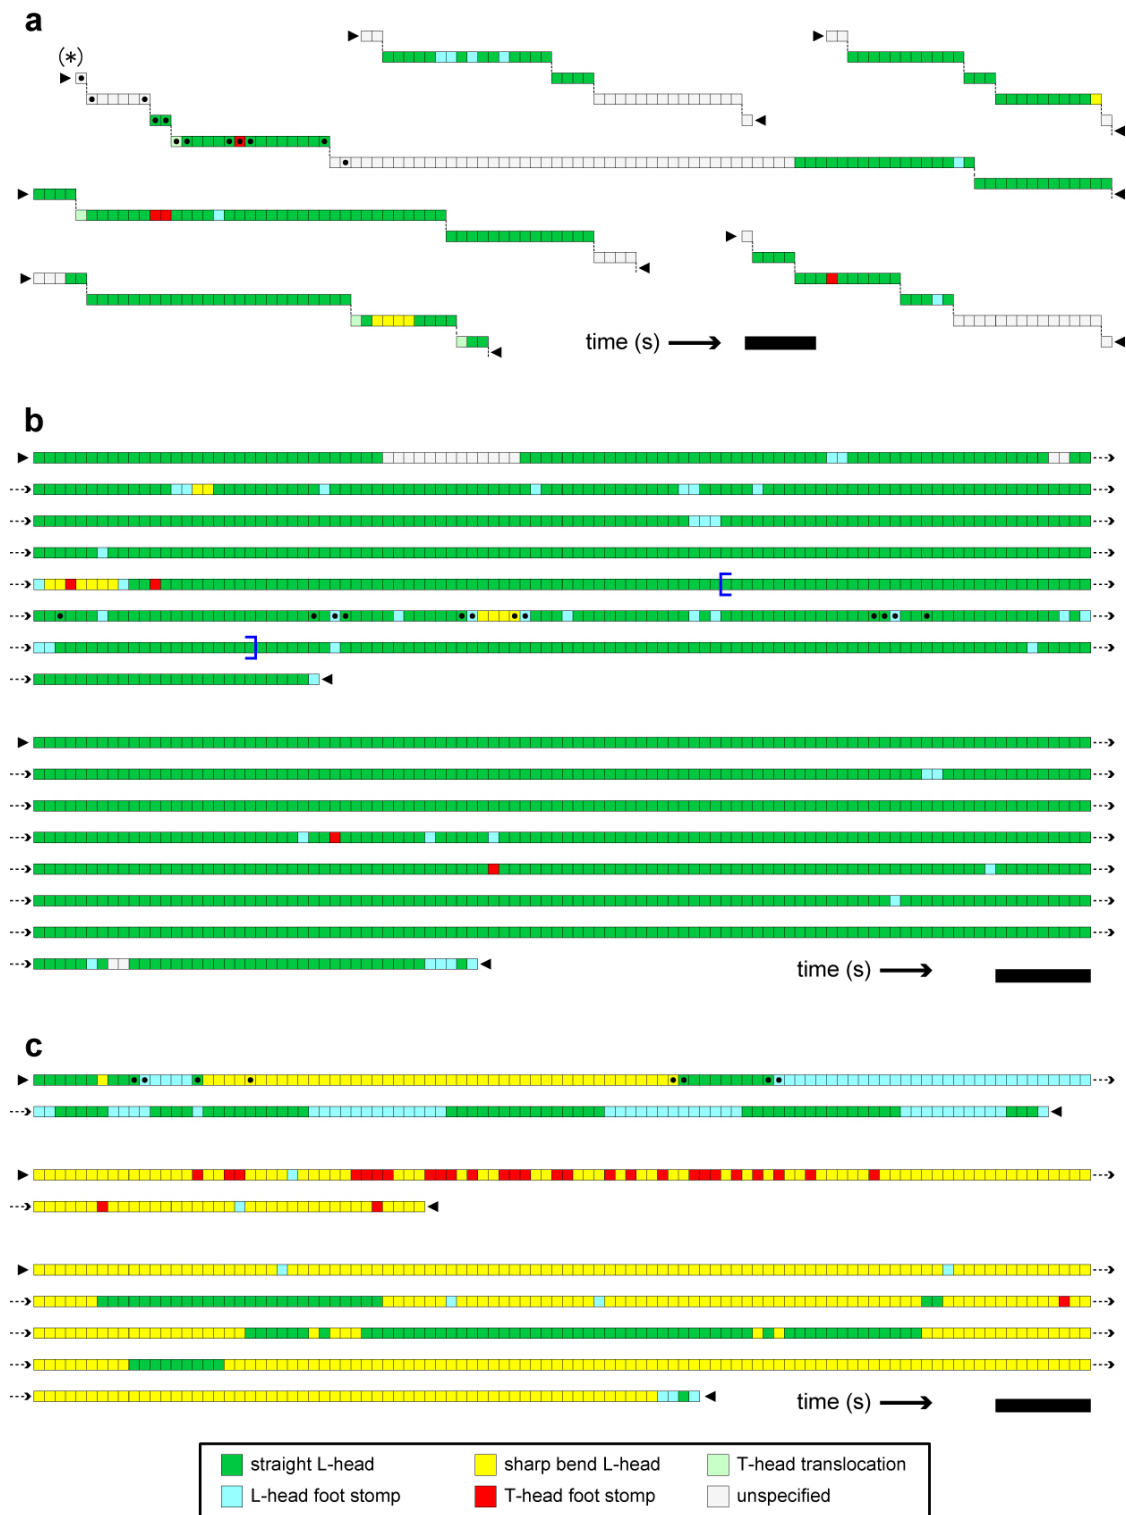 a
(*)
time (s)
b
time (s)
c
time (s)
straight L-head
sharp bend L-head
T-head translocation
L-head foot stomp
T-head foot stomp
unspecified